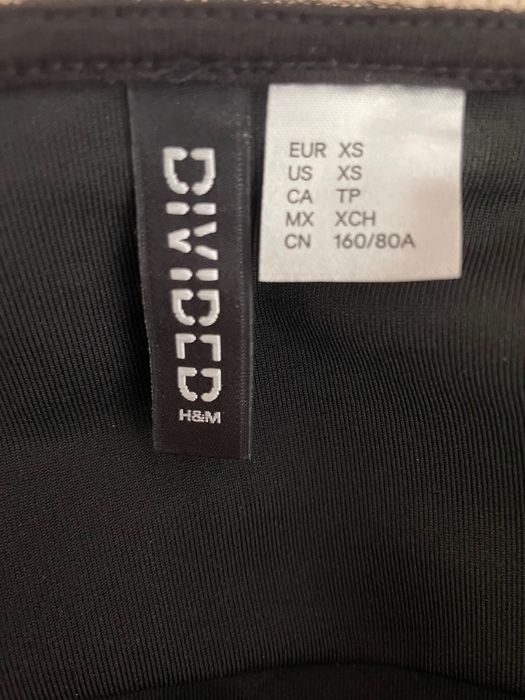 DIVIDED
H&M
EUR XS
US XS
CA TP
MX XCH
CN 160/80A